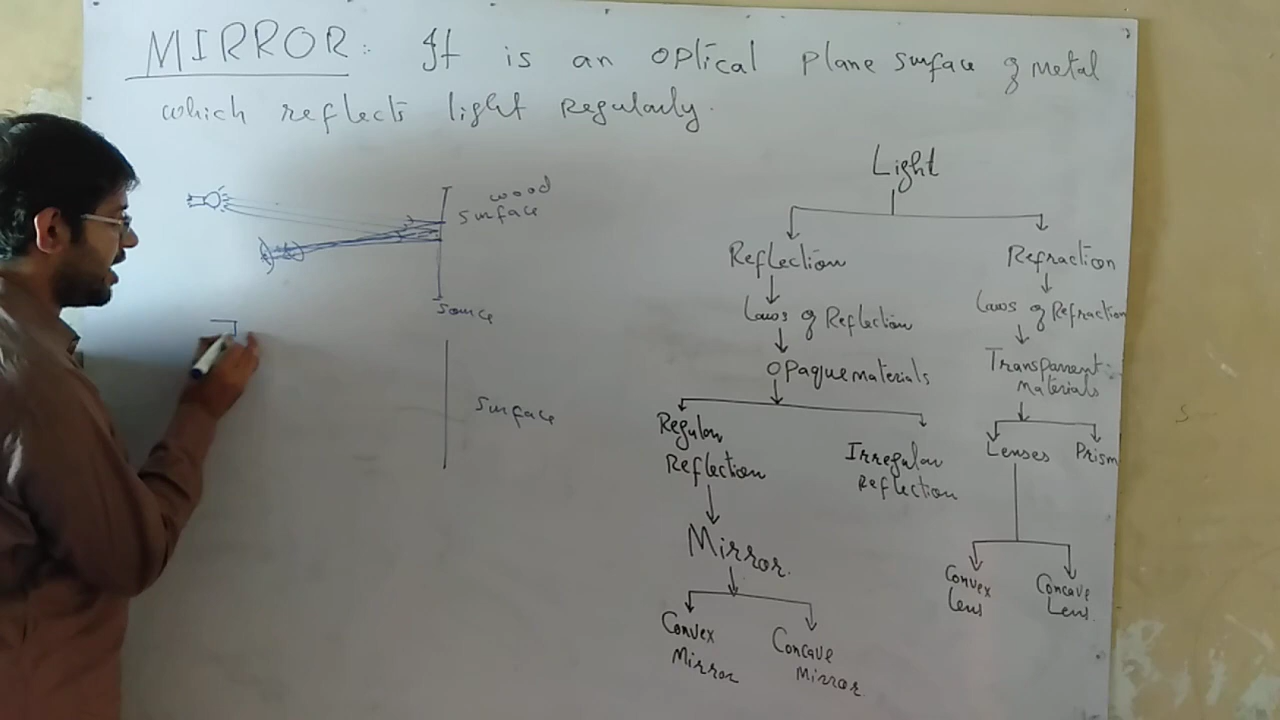 MIRROR: It is an optical plane surface of metal
which reflects light Regularly.
wood
surface
source
surface
Light
Reflection
Refraction
Laws of Reflection
Laws of Refraction
Opaque materials
Transparent
materials
Regular
Reflection
Irregular
Reflection
Lenses
Prism
Mirror.
Convex
Mirror
Concave
Mirror
Convex
Lens
Concave
Lens